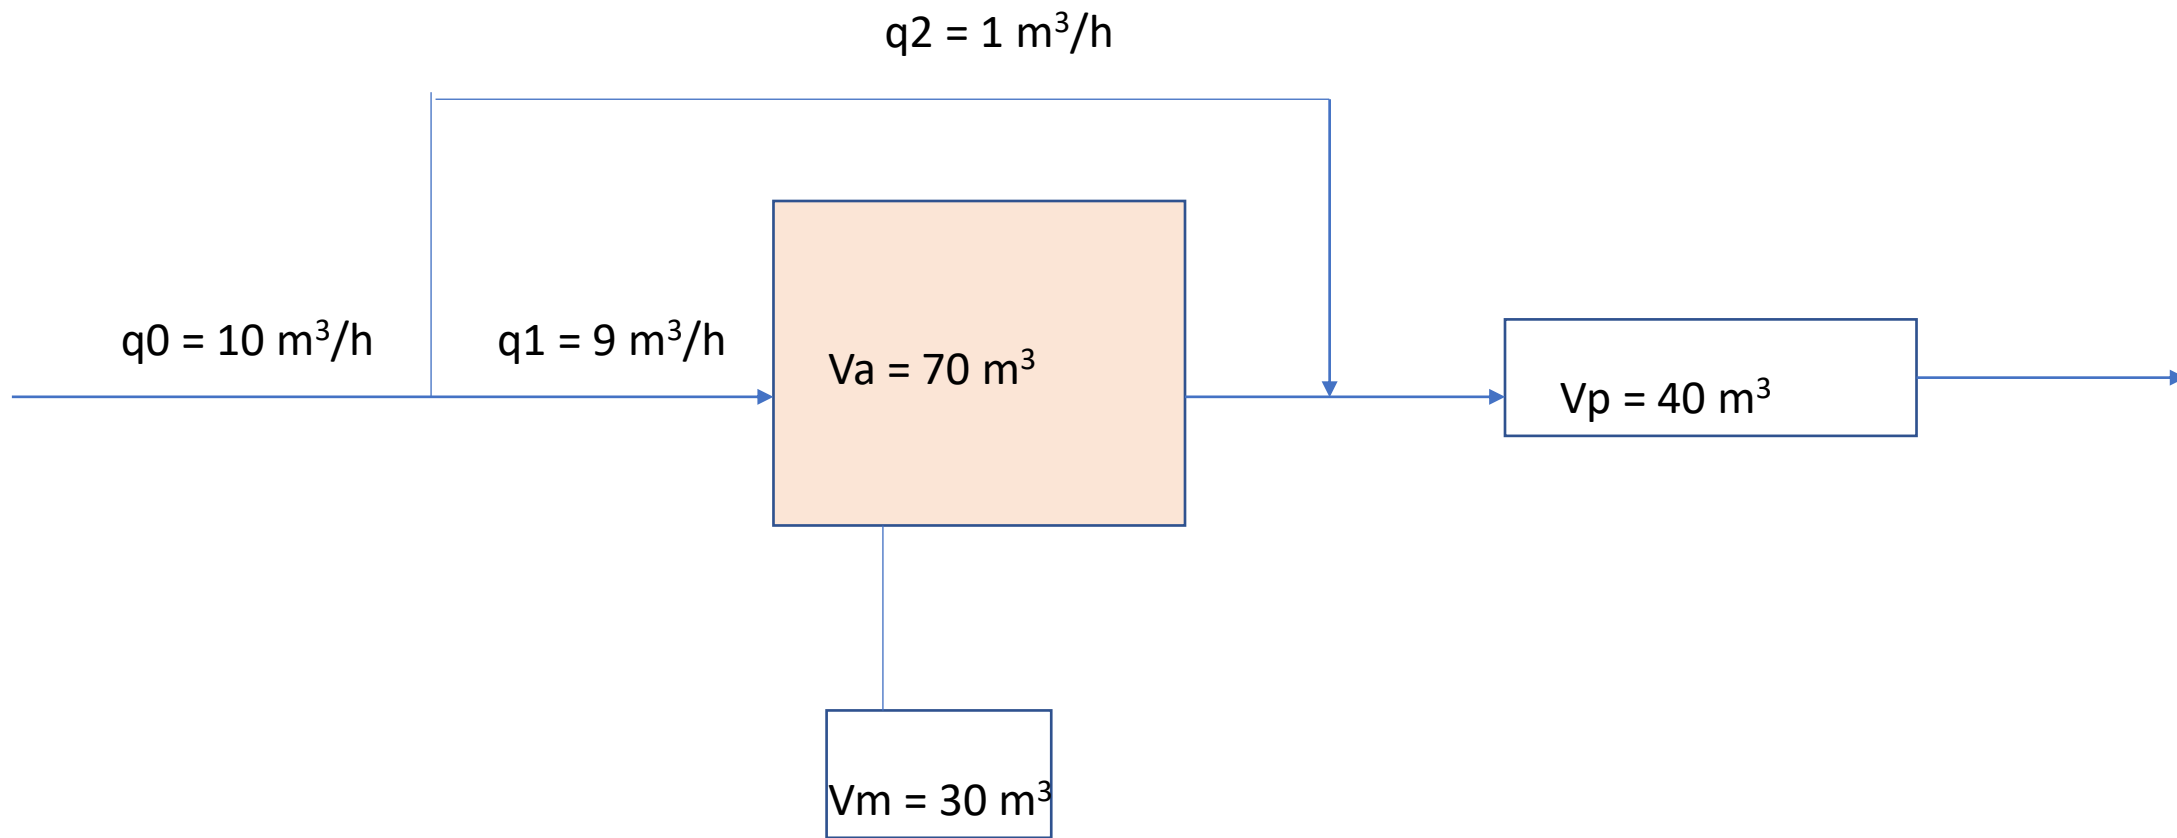 q2 = 1 m³/h
q0 = 10 m³/h
q1 = 9 m³/h
Va = 70 m³
Vp = 40 m³
Vm = 30 m³